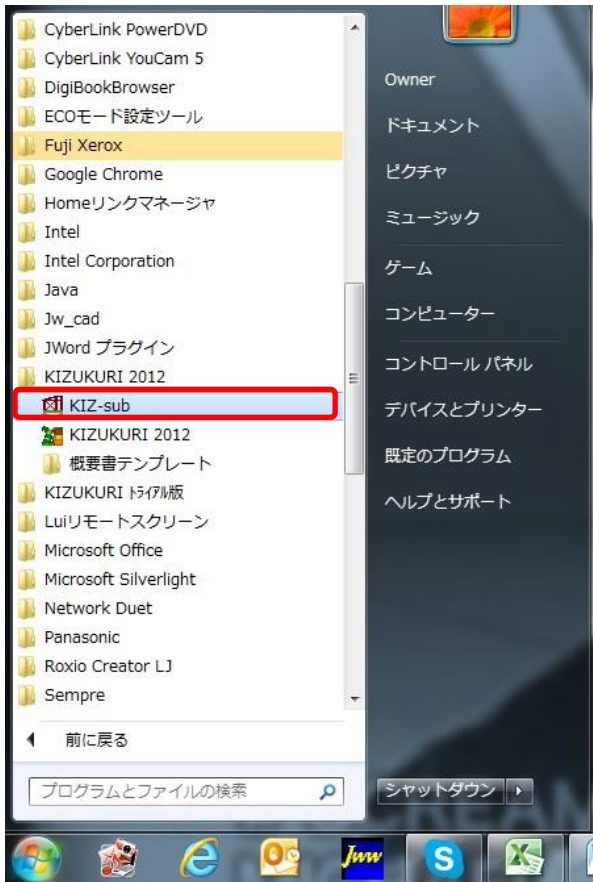 CyberLink PowerDVD
CyberLink YouCam 5
DigiBookBrowser
ECOモード設定ツール
Fuji Xerox
Google Chrome
Homeリンクマネージャ
Intel
Intel Corporation
Java
Jw_cad
JWord プラグイン
KIZUKURI 2012
KIZ-sub
KIZUKURI 2012
概要書テンプレート
KIZUKURI ﾄﾗｲｱﾙ版
Luiリモートスクリーン
Microsoft Office
Microsoft Silverlight
Network Duet
Panasonic
Roxio Creator LJ
Sempre
前に戻る
プログラムとファイルの検索
Owner
ドキュメント
ピクチャ
ミュージック
ゲーム
コンピューター
コントロール パネル
デバイスとプリンター
既定のプログラム
ヘルプとサポート
シャットダウン
Jww